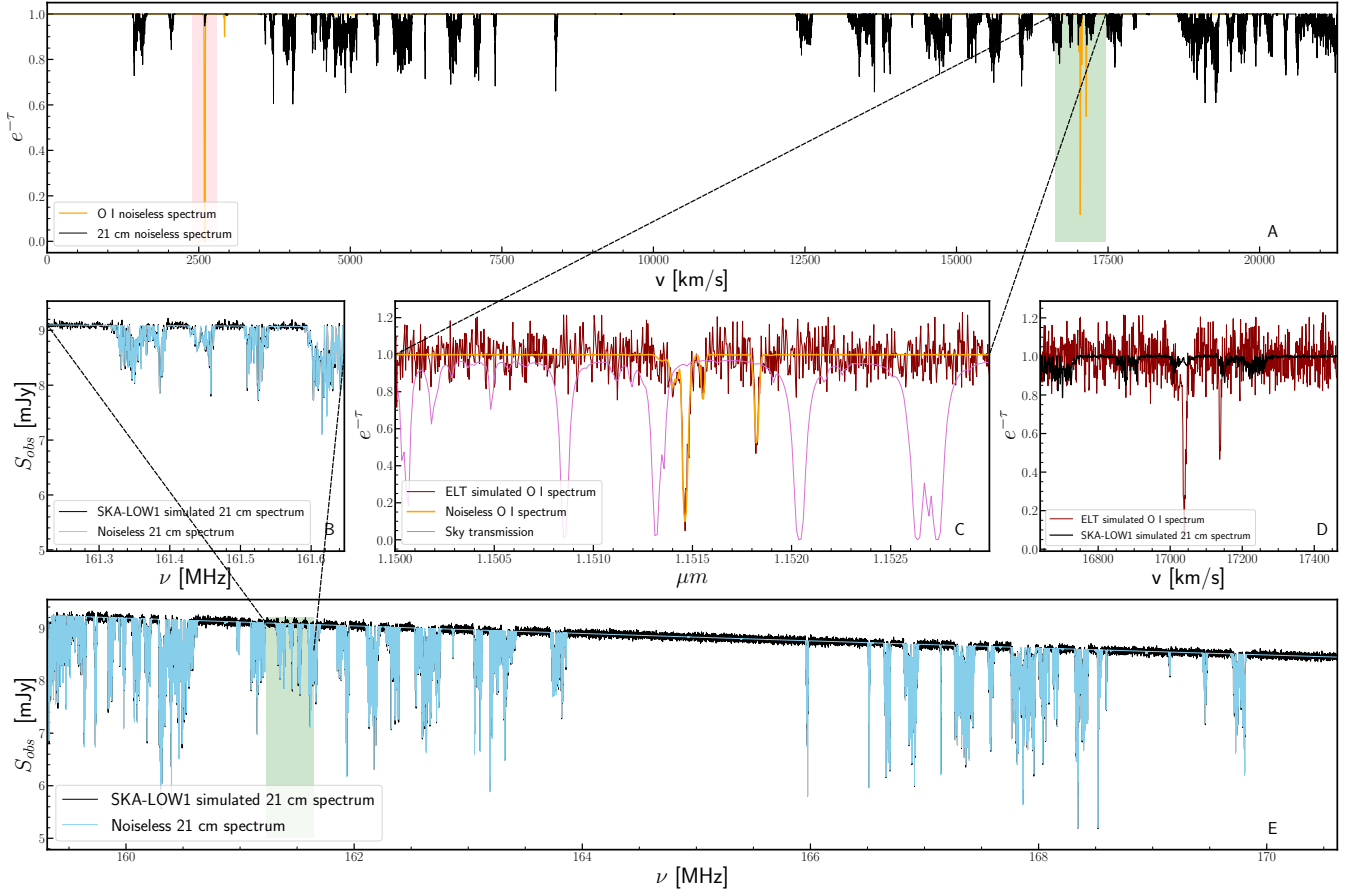 1.0
0.8
0.6
0.4
0.2
0.0
e^{-τ}
O I noiseless spectrum
21 cm noiseless spectrum
A
0 2500 5000 7500 10000 12500 15000 17500 20000
v [km/s]
9
8
7
6
5
S_{obs} [mJy]
SKA-LOW1 simulated 21 cm spectrum
Noiseless 21 cm spectrum
B
161.3 161.4 161.5 161.6
ν [MHz]
1.2
1.0
0.8
0.6
0.4
0.2
0.0
e^{-τ}
ELT simulated O I spectrum
Noiseless O I spectrum
Sky transmission
C
1.1500 1.1505 1.1510 1.1515 1.1520 1.1525
μm
1.2
1.0
0.8
0.6
0.4
0.2
0.0
e^{-τ}
ELT simulated O I spectrum
SKA-LOW1 simulated 21 cm spectrum
D
16800 17000 17200 17400
v [km/s]
9
8
7
6
5
S_{obs} [mJy]
SKA-LOW1 simulated 21 cm spectrum
Noiseless 21 cm spectrum
E
160 162 164 166 168 170
ν [MHz]